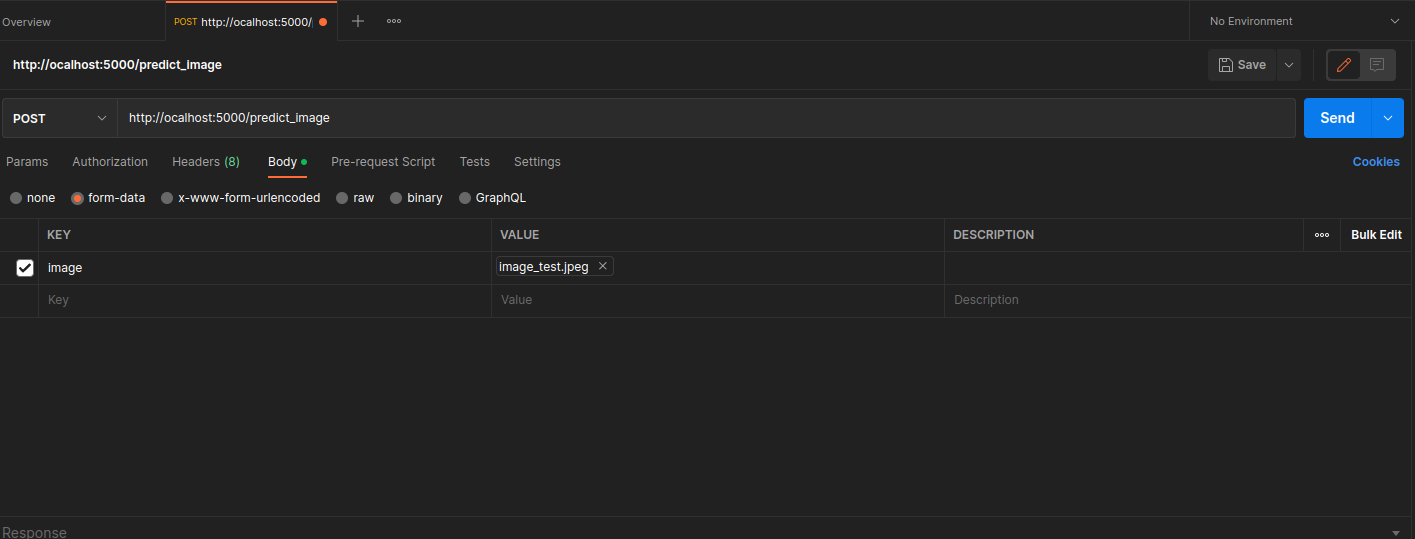 Overview
POST http://ocalhost:5000/
ooo
No Environment
http://ocalhost:5000/predict_image
Save
POST
http://ocalhost:5000/predict_image
Send
Params Authorization Headers (8) Body Pre-request Script Tests Settings Cookies
none form-data x-www-form-urlencoded raw binary GraphQL
KEY VALUE DESCRIPTION ooo Bulk Edit
image image_test.jpeg
Key Value Description
Response